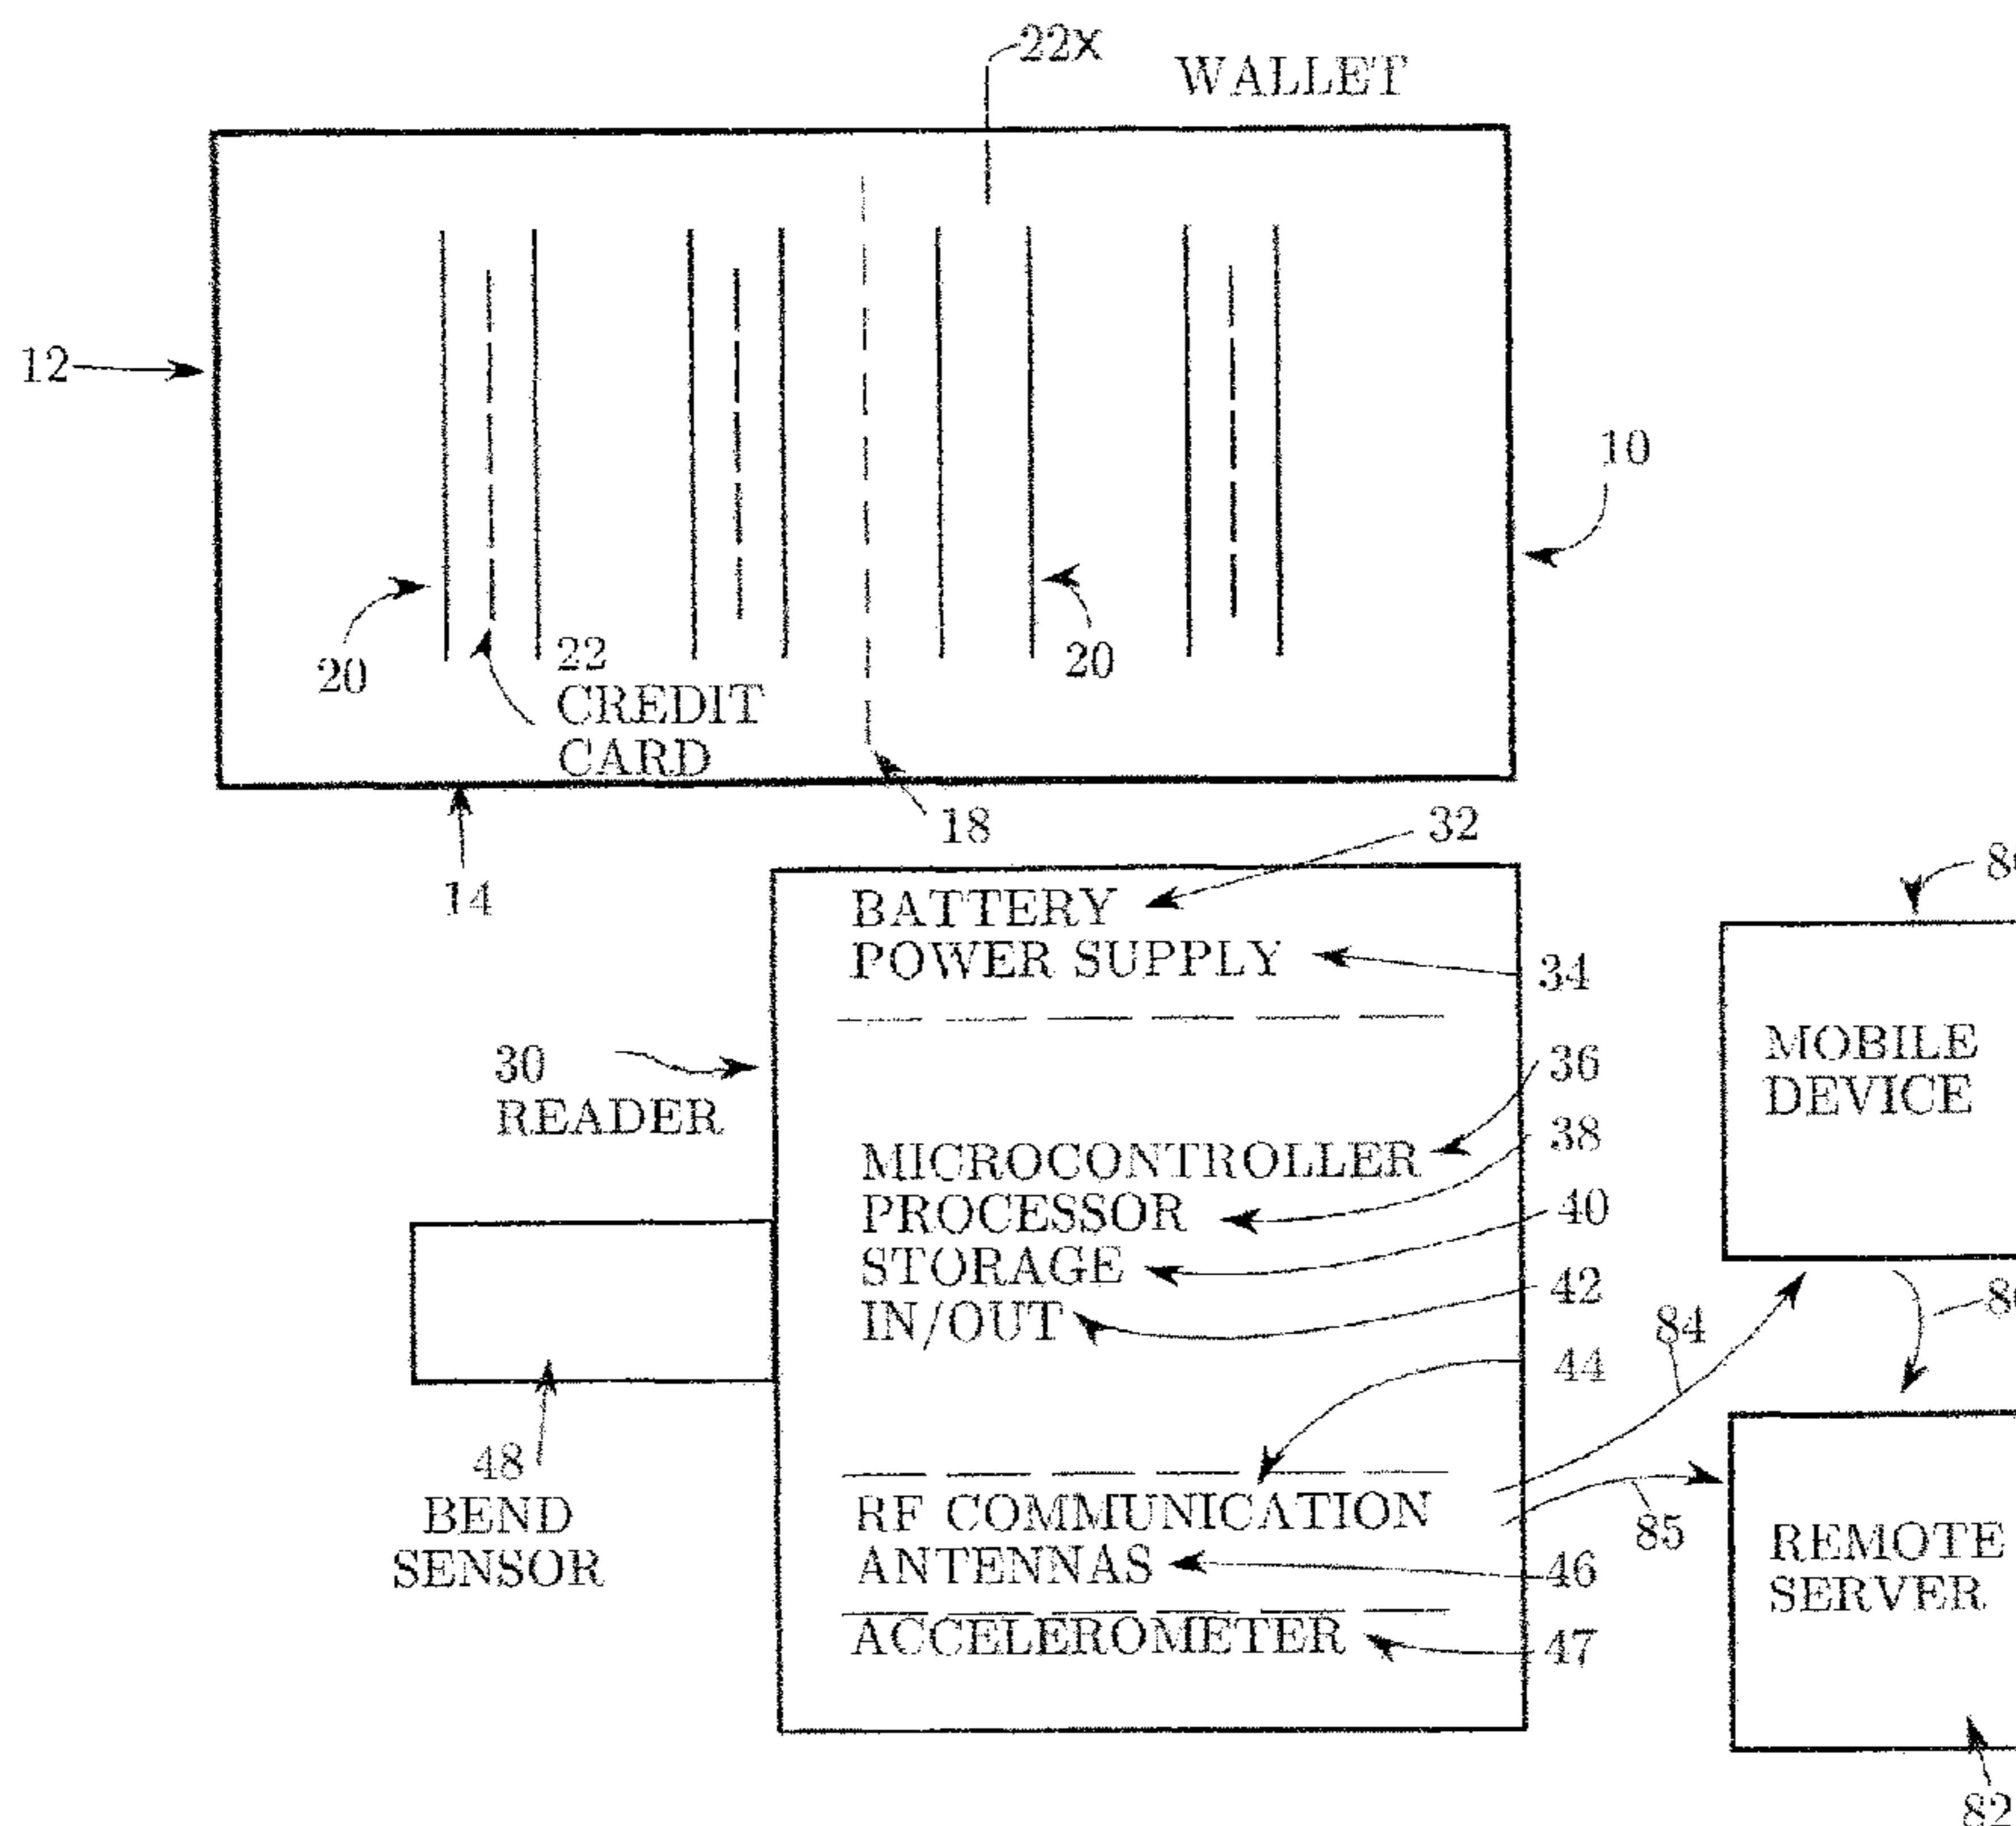 22X
WALLET
12
10
20
22
CREDIT
CARD
20
18
14
32
BATTERY
POWER SUPPLY
34
30
READER
36
MICROCONTROLLER
38
PROCESSOR
40
STORAGE
42
IN/OUT
44
48
BEND
SENSOR
RF COMMUNICATION
ANTENNAS
46
ACCELEROMETER
47
MOBILE
DEVICE
84
85
REMOTE
SERVER
82